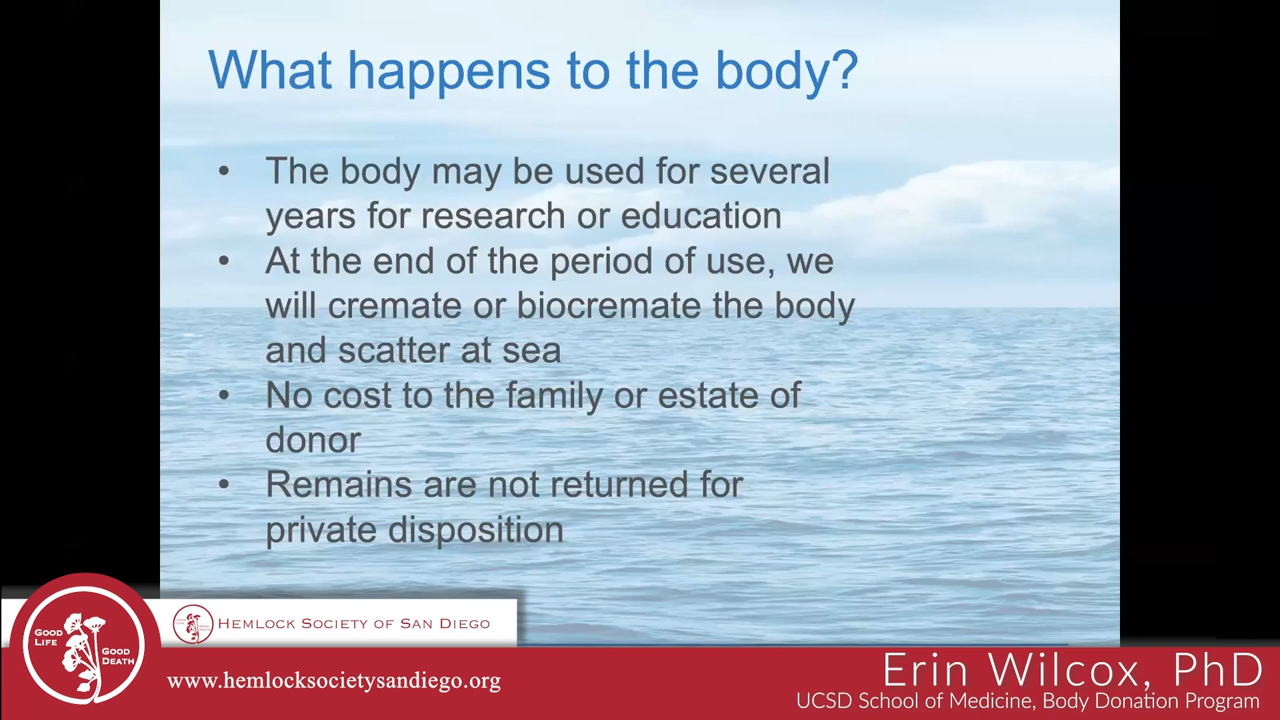 What happens to the body?
• The body may be used for several
years for research or education
• At the end of the period of use, we
will cremate or biocremate the body
and scatter at sea
• No cost to the family or estate of
donor
• Remains are not returned for
private disposition
Good
Life
Good
Death
Hemlock Society of San Diego
www.hemlocksocietysandiego.org
Erin Wilcox, PhD
UCSD School of Medicine, Body Donation Program